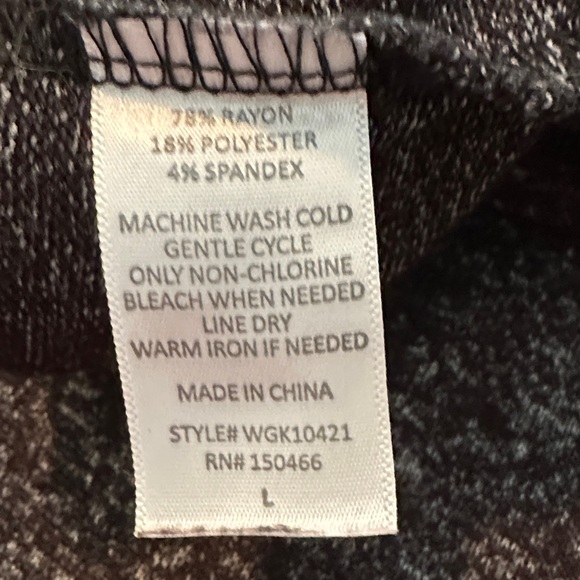 78% RAYON
18% POLYESTER
4% SPANDEX
MACHINE WASH COLD
GENTLE CYCLE
ONLY NON-CHLORINE
BLEACH WHEN NEEDED
LINE DRY
WARM IRON IF NEEDED
MADE IN CHINA
STYLE# WGK10421
RN# 150466
L